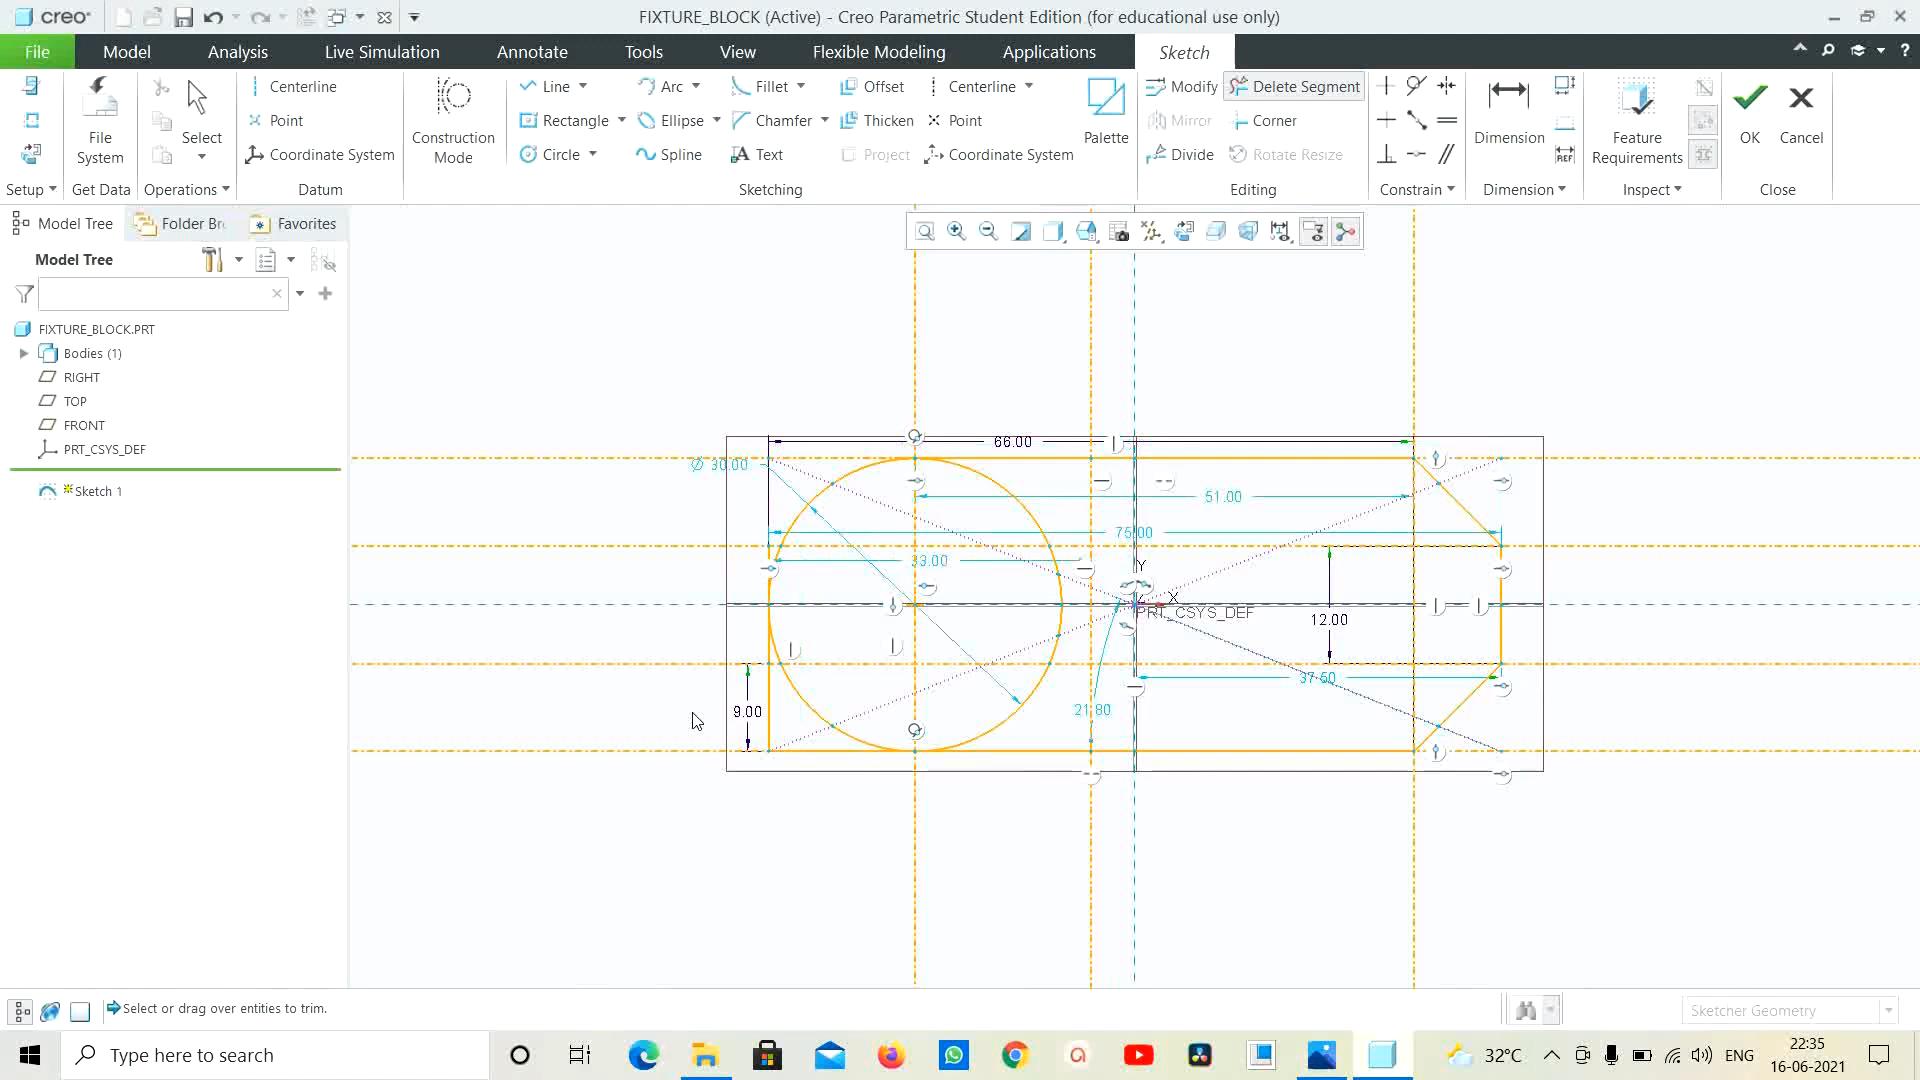 creo
FIXTURE_BLOCK (Active) - Creo Parametric Student Edition (for educational use only)
File Model Analysis Live Simulation Annotate Tools View Flexible Modeling Applications Sketch
Centerline Line Arc Fillet Offset Centerline Modify Delete Segment
Point Rectangle Ellipse Chamfer Thicken Point Mirror Corner
File System Select Coordinate System Construction Mode Circle Spline Text Project Coordinate System Palette Divide Rotate Resize Dimension REF Feature Requirements OK Cancel
Setup Get Data Operations Datum Sketching Editing Constrain Dimension Inspect Close
Model Tree Folder Br Favorites
Model Tree
FIXTURE_BLOCK.PRT
Bodies (1)
RIGHT
TOP
FRONT
PRT_CSYS_DEF
Sketch 1
66.00
Ø 30.00
51.00
75.00
33.00
Y
X
PRT_CSYS_DEF
12.00
37.50
9.00
21.80
Select or drag over entities to trim.
Sketcher Geometry
Type here to search
32°C
ENG
22:35
16-06-2021